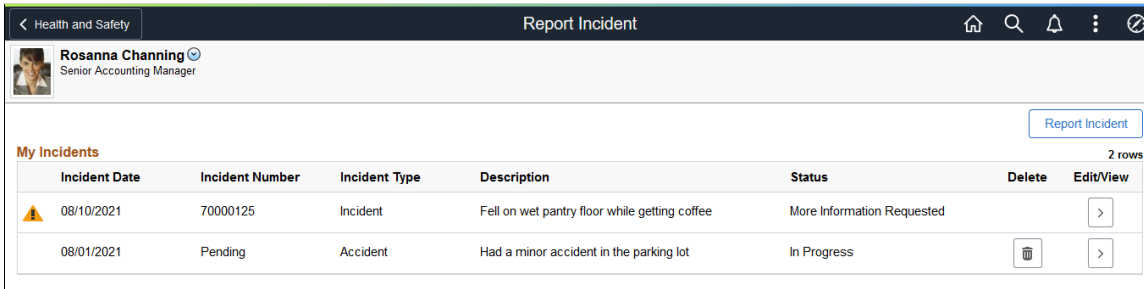 Health and Safety Report Incident
Rosanna Channing
Senior Accounting Manager
Report Incident
My Incidents 2 rows
Incident Date Incident Number Incident Type Description Status Delete Edit/View
08/10/2021 70000125 Incident Fell on wet pantry floor while getting coffee More Information Requested
08/01/2021 Pending Accident Had a minor accident in the parking lot In Progress